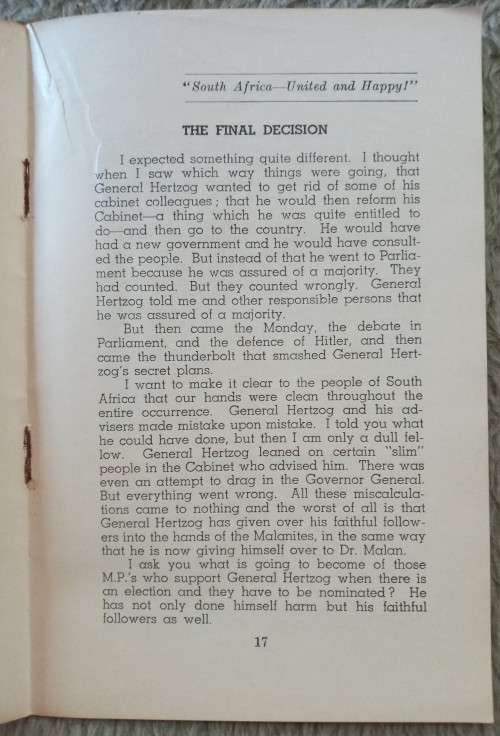 "South Africa—United and Happy!"
THE FINAL DECISION
I expected something quite different. I thought
when I saw which way things were going, that
General Hertzog wanted to get rid of some of his
cabinet colleagues; that he would then reform his
Cabinet—a thing which he was quite entitled to
do—and then go to the country. He would have
had a new government and he would have consult-
ed the people. But instead of that he went to Parlia-
ment because he was assured of a majority. They
had counted. But they counted wrongly. General
Hertzog told me and other responsible persons that
he was assured of a majority.
But then came the Monday, the debate in
Parliament, and the defence of Hitler, and then
came the thunderbolt that smashed General Hert-
zog's secret plans.
I want to make it clear to the people of South
Africa that our hands were clean throughout the
entire occurrence. General Hertzog and his ad-
visers made mistake upon mistake. I told you what
he could have done, but then I am only a dull fel-
low. General Hertzog leaned on certain "slim"
people in the Cabinet who advised him. There was
even an attempt to drag in the Governor General.
But everything went wrong. All these miscalcula-
tions came to nothing and the worst of all is that
General Hertzog has given over his faithful follow-
ers into the hands of the Malanites, in the same way
that he is now giving himself over to Dr. Malan.
I ask you what is going to become of those
M.P.'s who support General Hertzog when there is
an election and they have to be nominated? He
has not only done himself harm but his faithful
followers as well.
17